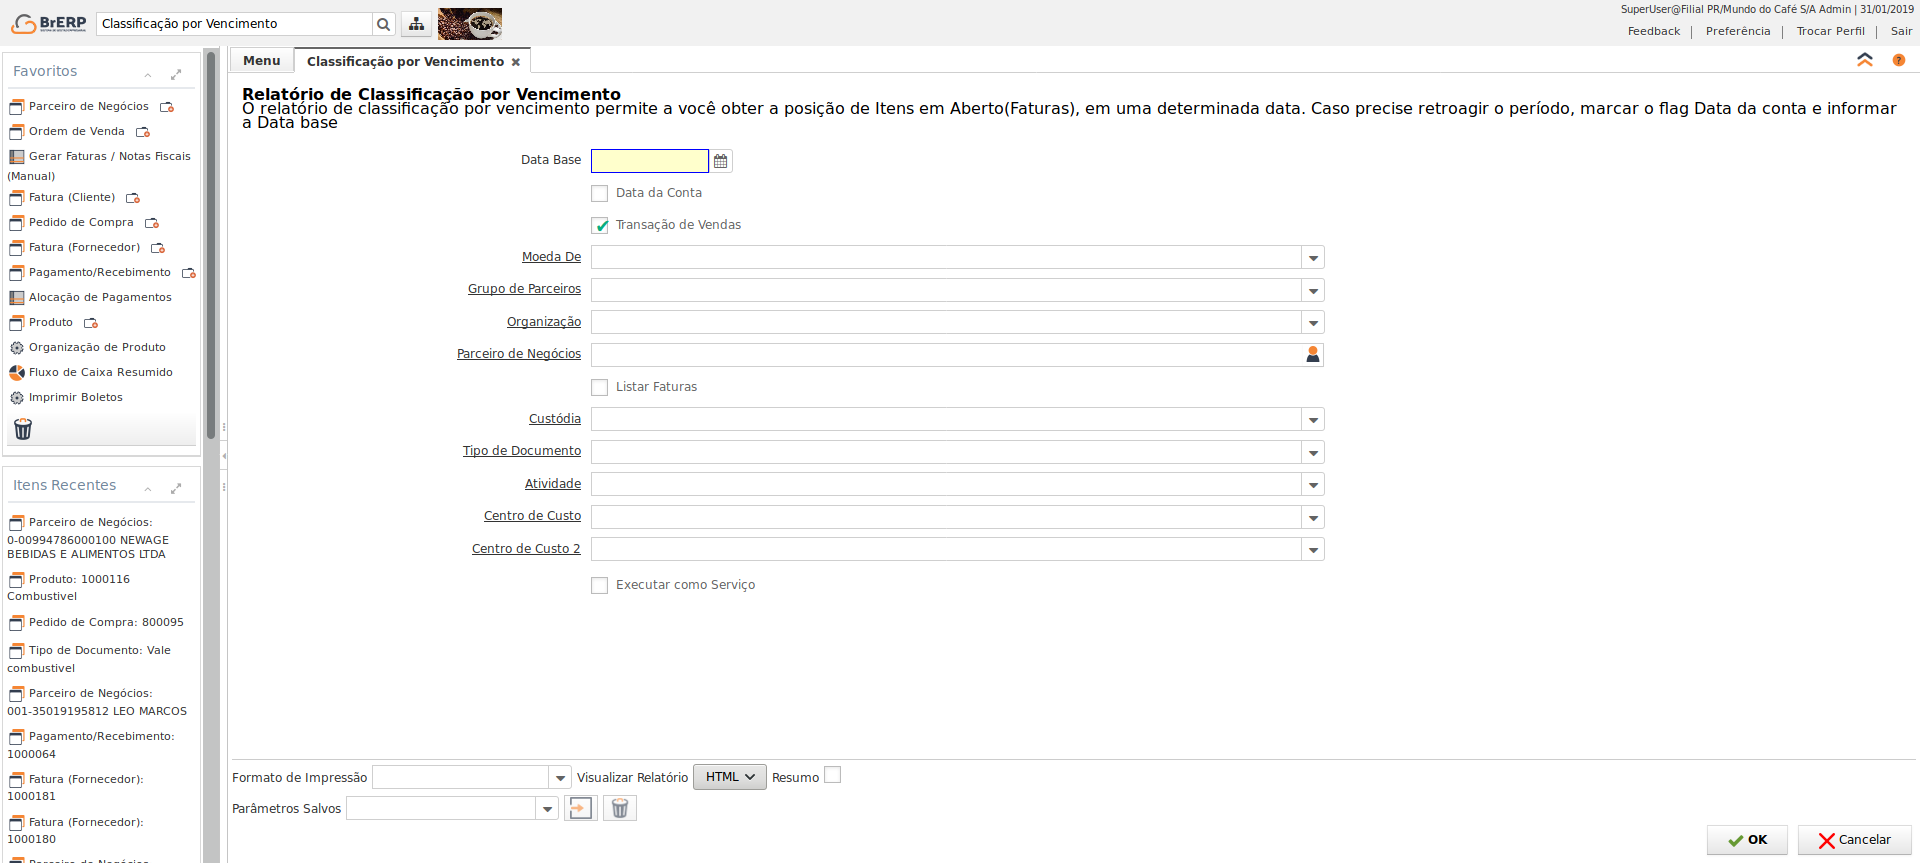 BrERP
Classificação por Vencimento
SuperUser@Filial PR/Mundo do Café S/A Admin | 31/01/2019
Feedback | Preferência | Trocar Perfil | Sair
Favoritos
Parceiro de Negócios
Ordem de Venda
Gerar Faturas / Notas Fiscais
(Manual)
Fatura (Cliente)
Pedido de Compra
Fatura (Fornecedor)
Pagamento/Recebimento
Alocação de Pagamentos
Produto
Organização de Produto
Fluxo de Caixa Resumido
Imprimir Boletos
Itens Recentes
Parceiro de Negócios:
0-00994786000100 NEWAGE
BEBIDAS E ALIMENTOS LTDA
Produto: 1000116
Combustivel
Pedido de Compra: 800095
Tipo de Documento: Vale
combustivel
Parceiro de Negócios:
001-35019195812 LEO MARCOS
Pagamento/Recebimento:
1000064
Fatura (Fornecedor):
1000181
Fatura (Fornecedor):
1000180
Menu
Classificação por Vencimento
Relatório de Classificação por Vencimento
O relatório de classificação por vencimento permite a você obter a posição de Itens em Aberto(Faturas), em uma determinada data. Caso precise retroagir o período, marcar o flag Data da conta e informar
a Data base
Data Base
Data da Conta
Transação de Vendas
Moeda De
Grupo de Parceiros
Organização
Parceiro de Negócios
Listar Faturas
Custódia
Tipo de Documento
Atividade
Centro de Custo
Centro de Custo 2
Executar como Serviço
Formato de Impressão Visualizar Relatório HTML Resumo
Parâmetros Salvos
OK Cancelar